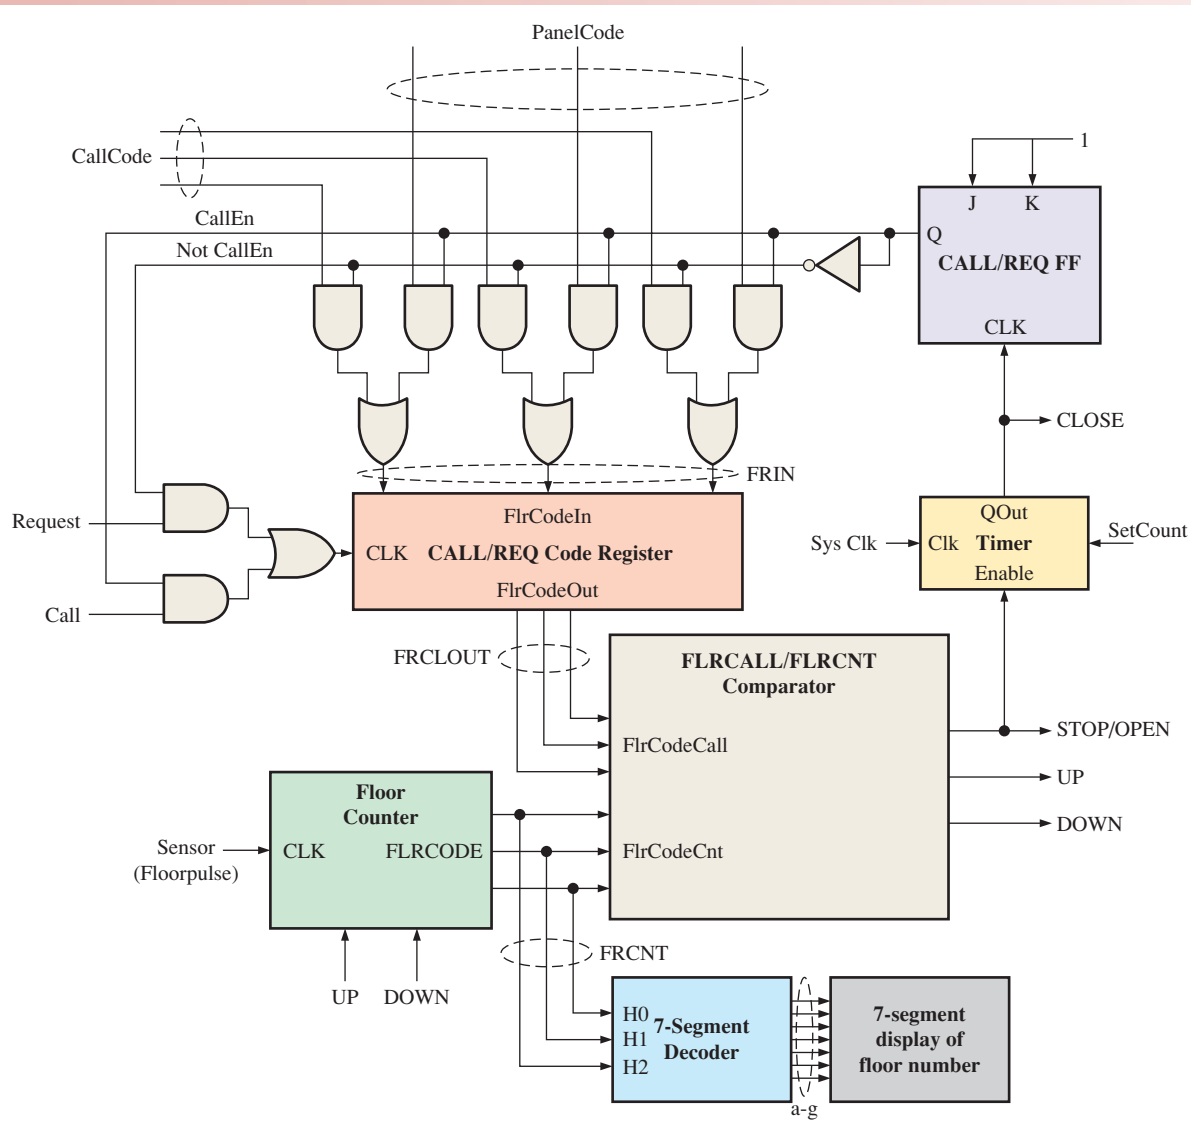 PanelCode
1
CallCode
J K
CallEn
Q
Not CallEn
CALL/REQ FF
CLK
CLOSE
FRIN
Request
FlrCodeIn
QOut
SetCount
Sys Clk
Clk Timer
CLK CALL/REQ Code Register
Enable
FlrCodeOut
Call
FRCLOUT
FLRCALL/FLRCNT
Comparator
STOP/OPEN
FlrCodeCall
UP
Floor
Counter
DOWN
Sensor
(Floorpulse)
CLK FLRCODE
FlrCodeCnt
FRCNT
UP DOWN
H0
H1
H2
7-Segment
Decoder
7-segment
display of
floor number
a-g